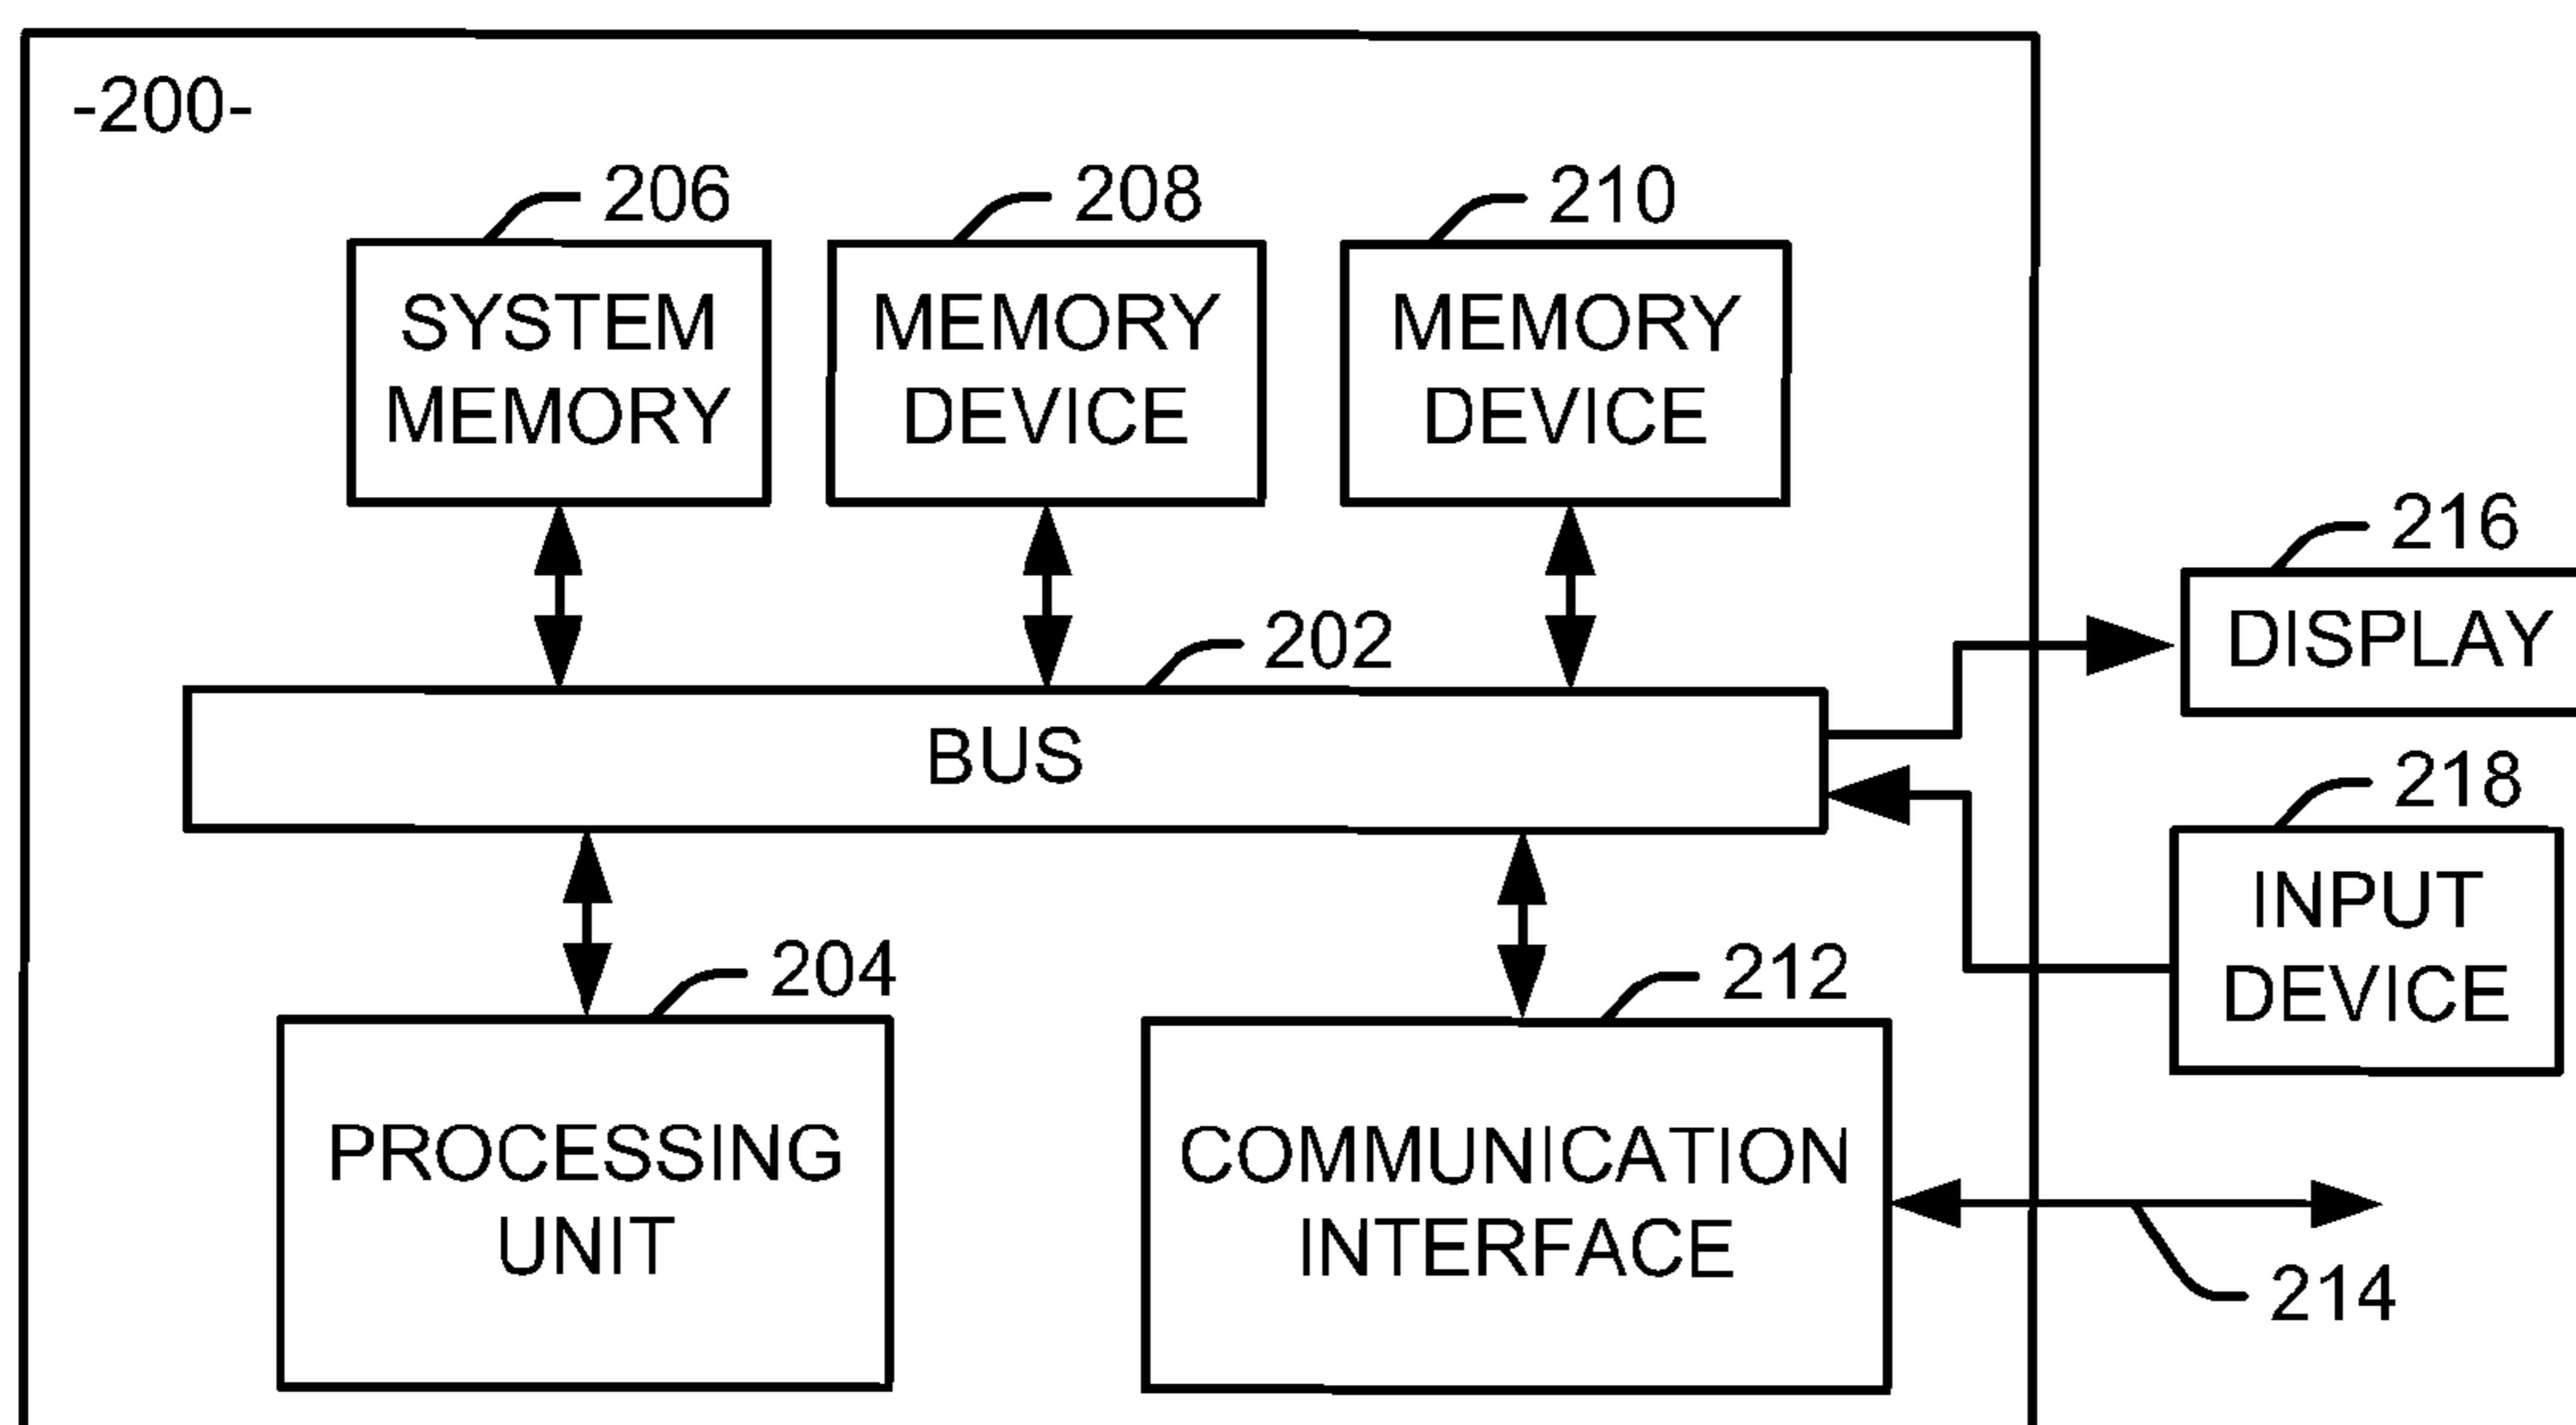 -200-
206
208
210
SYSTEM
MEMORY
MEMORY
DEVICE
MEMORY
DEVICE
216
DISPLAY
202
BUS
218
INPUT
DEVICE
204
212
PROCESSING
UNIT
COMMUNICATION
INTERFACE
214